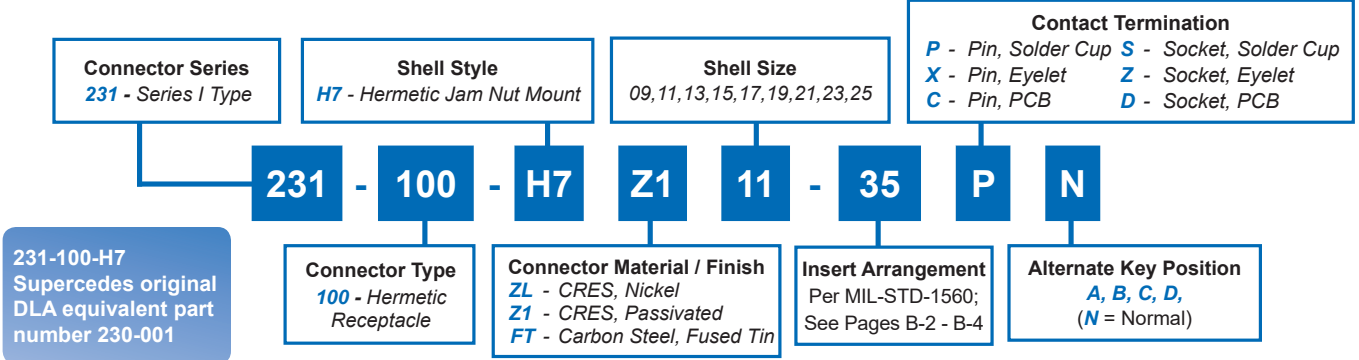 Connector Series
231 - Series I Type
Shell Style
H7 - Hermetic Jam Nut Mount
Shell Size
09,11,13,15,17,19,21,23,25
Contact Termination
P - Pin, Solder Cup S - Socket, Solder Cup
X - Pin, Eyelet Z - Socket, Eyelet
C - Pin, PCB D - Socket, PCB
231 - 100 - H7 Z1 11 - 35 P N
231-100-H7
Supercedes original
DLA equivalent part
number 230-001
Connector Type
100 - Hermetic
Receptacle
Connector Material / Finish
ZL - CRES, Nickel
Z1 - CRES, Passivated
FT - Carbon Steel, Fused Tin
Insert Arrangement
Per MIL-STD-1560;
See Pages B-2 - B-4
Alternate Key Position
A, B, C, D,
(N = Normal)